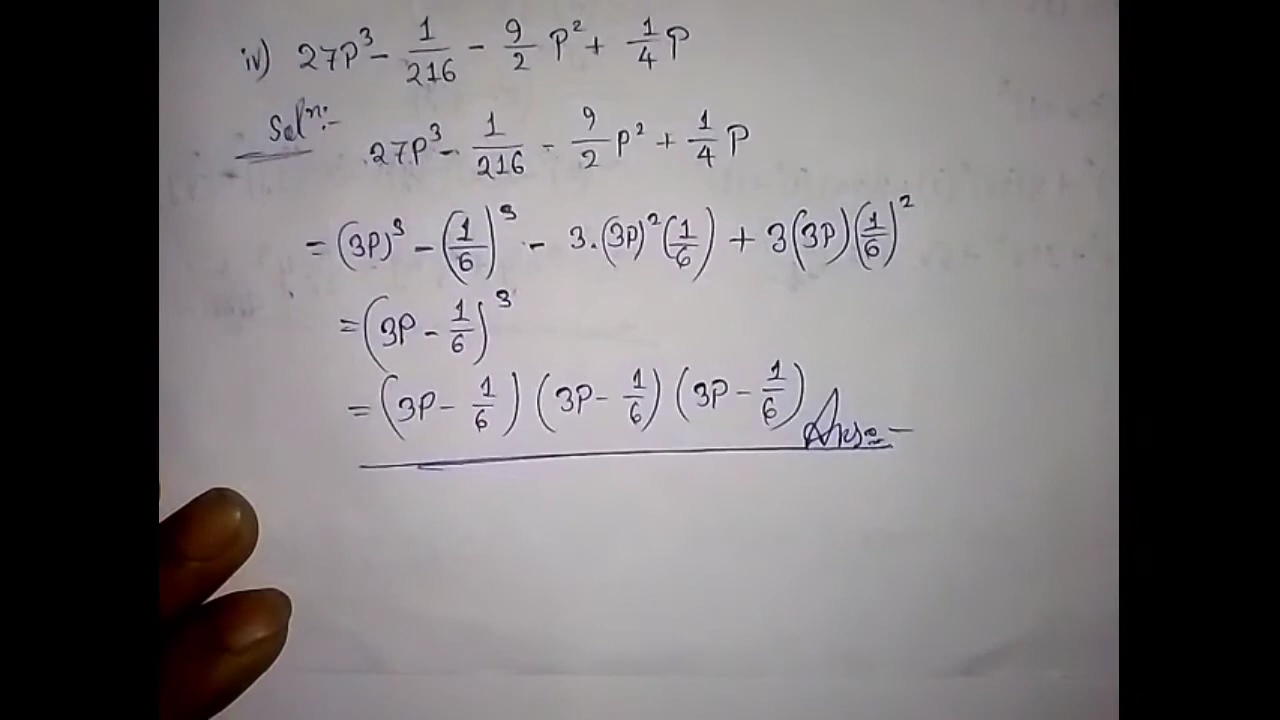 iv) 27P³ - 1/216 - 9/2 P² + 1/4 P
Solⁿ:-
27P³ - 1/216 - 9/2 P² + 1/4 P
= (3P)³ - (1/6)³ - 3.(3P)²(1/6) + 3(3P)(1/6)²
= (3P - 1/6)³
= (3P - 1/6) (3P - 1/6) (3P - 1/6) Ans:-